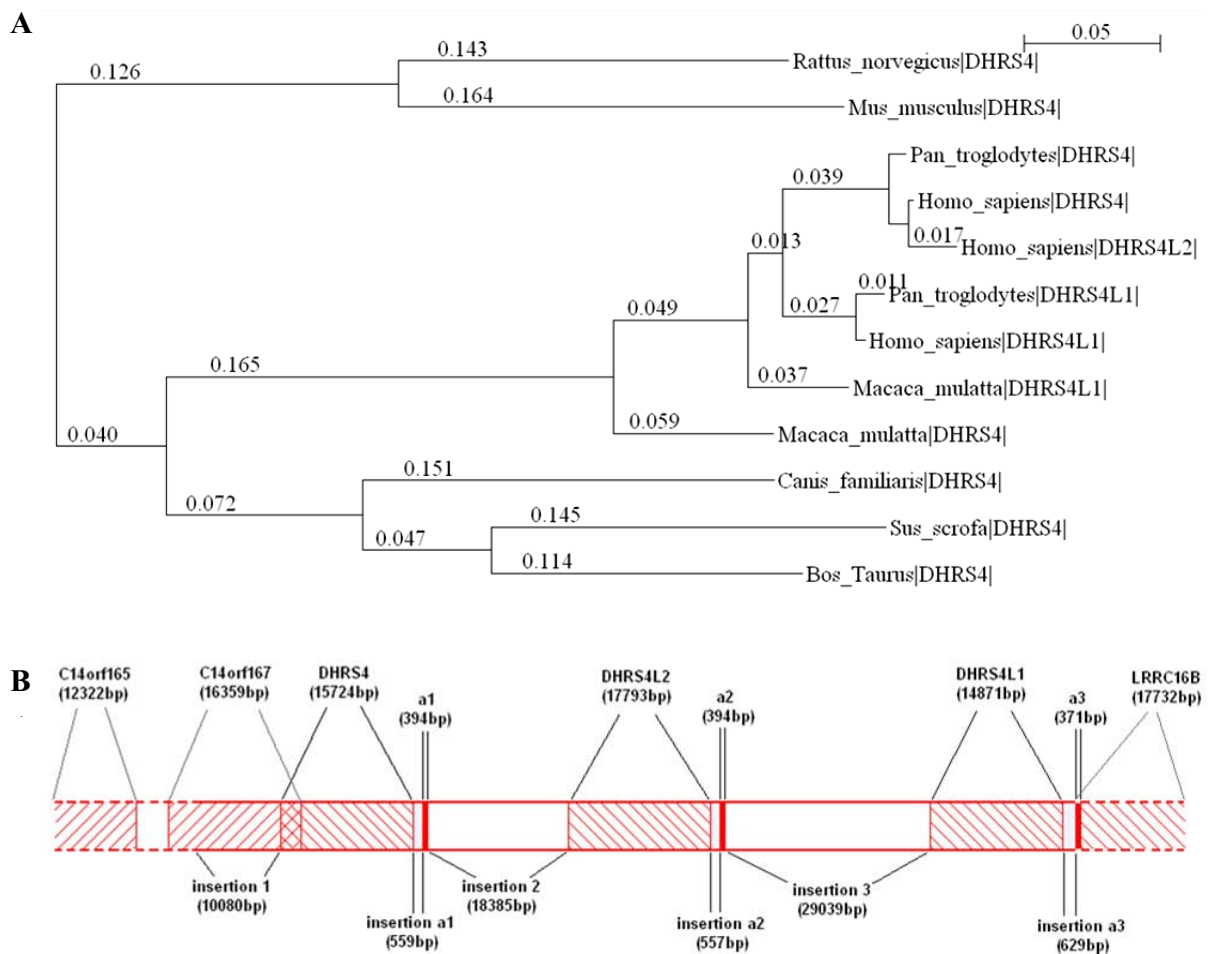 A
0.05
0.143
Rattus_norvegicus|DHRS4|
0.126
0.164
Mus_musculus|DHRS4|
Pan_troglodytes|DHRS4|
0.039
Homo_sapiens|DHRS4|
0.017
Homo_sapiens|DHRS4L2|
0.013
0.011
Pan_troglodytes|DHRS4L1|
0.027
0.049
Homo_sapiens|DHRS4L1|
0.165
0.037
Macaca_mulatta|DHRS4L1|
0.059
Macaca_mulatta|DHRS4|
0.040
0.151
Canis_familiaris|DHRS4|
0.072
0.145
Sus_scrofa|DHRS4|
0.047
0.114
Bos_Taurus|DHRS4|
B
C14orf165
(12322bp)
C14orf167
(16359bp)
DHRS4
(15724bp)
a1
(394bp)
DHRS4L2
(17793bp)
a2
(394bp)
DHRS4L1
(14871bp)
a3
(371bp)
LRRC16B
(17732bp)
insertion 1
(10080bp)
insertion a1
(559bp)
insertion 2
(18385bp)
insertion a2
(557bp)
insertion 3
(29039bp)
insertion a3
(629bp)